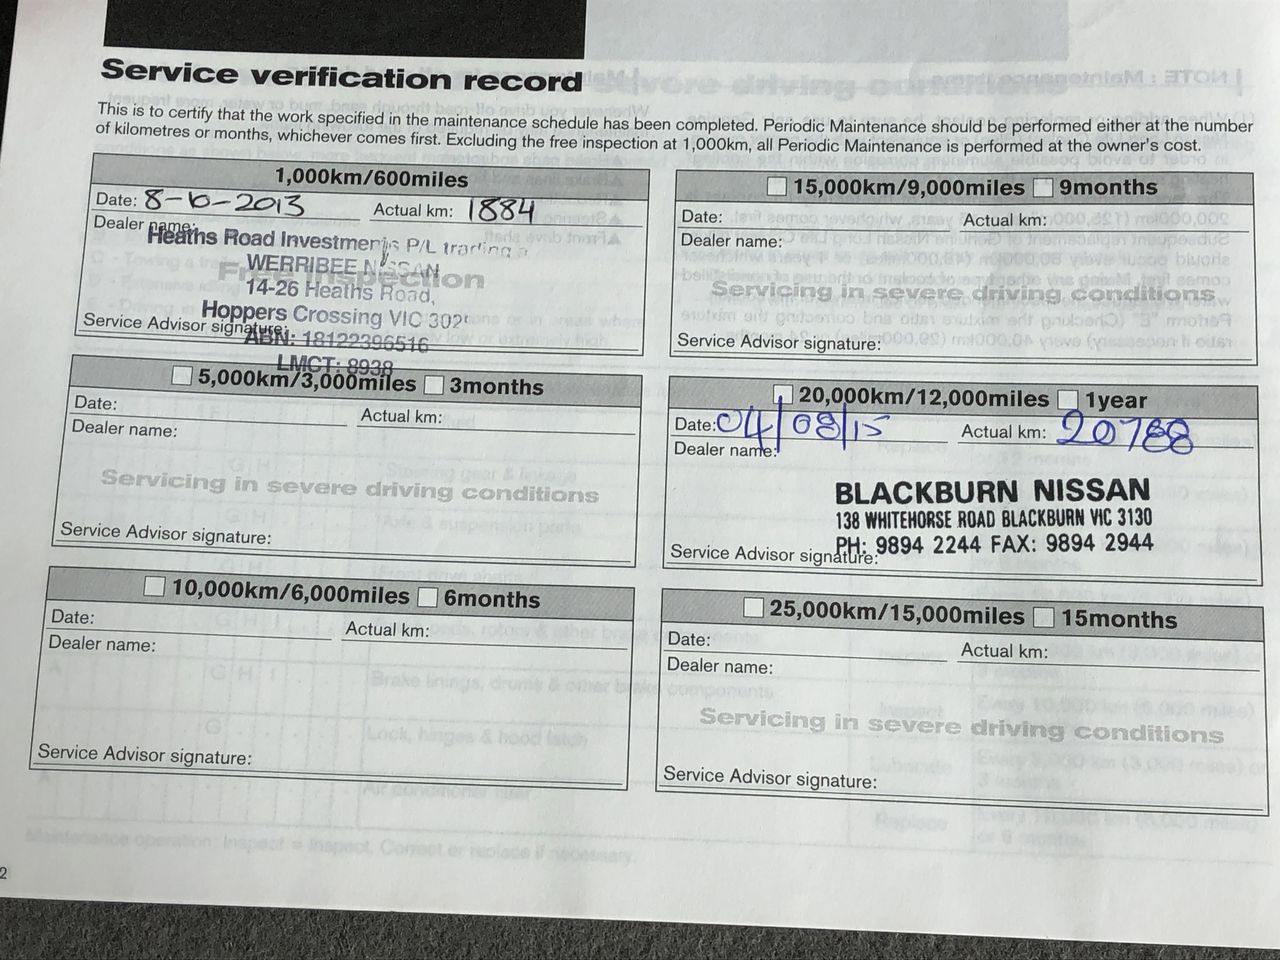 Service verification record
This is to certify that the work specified in the maintenance schedule has been completed. Periodic Maintenance should be performed either at the number
of kilometres or months, whichever comes first. Excluding the free inspection at 1,000km, all Periodic Maintenance is performed at the owner's cost.
1,000km/600miles
Date: 8-10-2013 Actual km: 1884
Dealer name:
Heaths Road Investments P/L trading a
WERRIBEE NISSAN
Free Inspection
14-26 Heaths Road,
Hoppers Crossing VIC 302
Service Advisor signature:
ABN: 18122396516
LMCT: 8938
5,000km/3,000miles 3months
Date: Actual km:
Dealer name:
Servicing in severe driving conditions
Service Advisor signature:
10,000km/6,000miles 6months
Date: Actual km:
Dealer name:
Service Advisor signature:
15,000km/9,000miles 9months
Date: Actual km:
Dealer name:
Servicing in severe driving conditions
Service Advisor signature:
20,000km/12,000miles 1year
Date: 04/08/15 Actual km: 20788
Dealer name:
BLACKBURN NISSAN
138 WHITEHORSE ROAD BLACKBURN VIC 3130
PH: 9894 2244 FAX: 9894 2944
Service Advisor signature:
25,000km/15,000miles 15months
Date: Actual km:
Dealer name:
Servicing in severe driving conditions
Service Advisor signature:
2